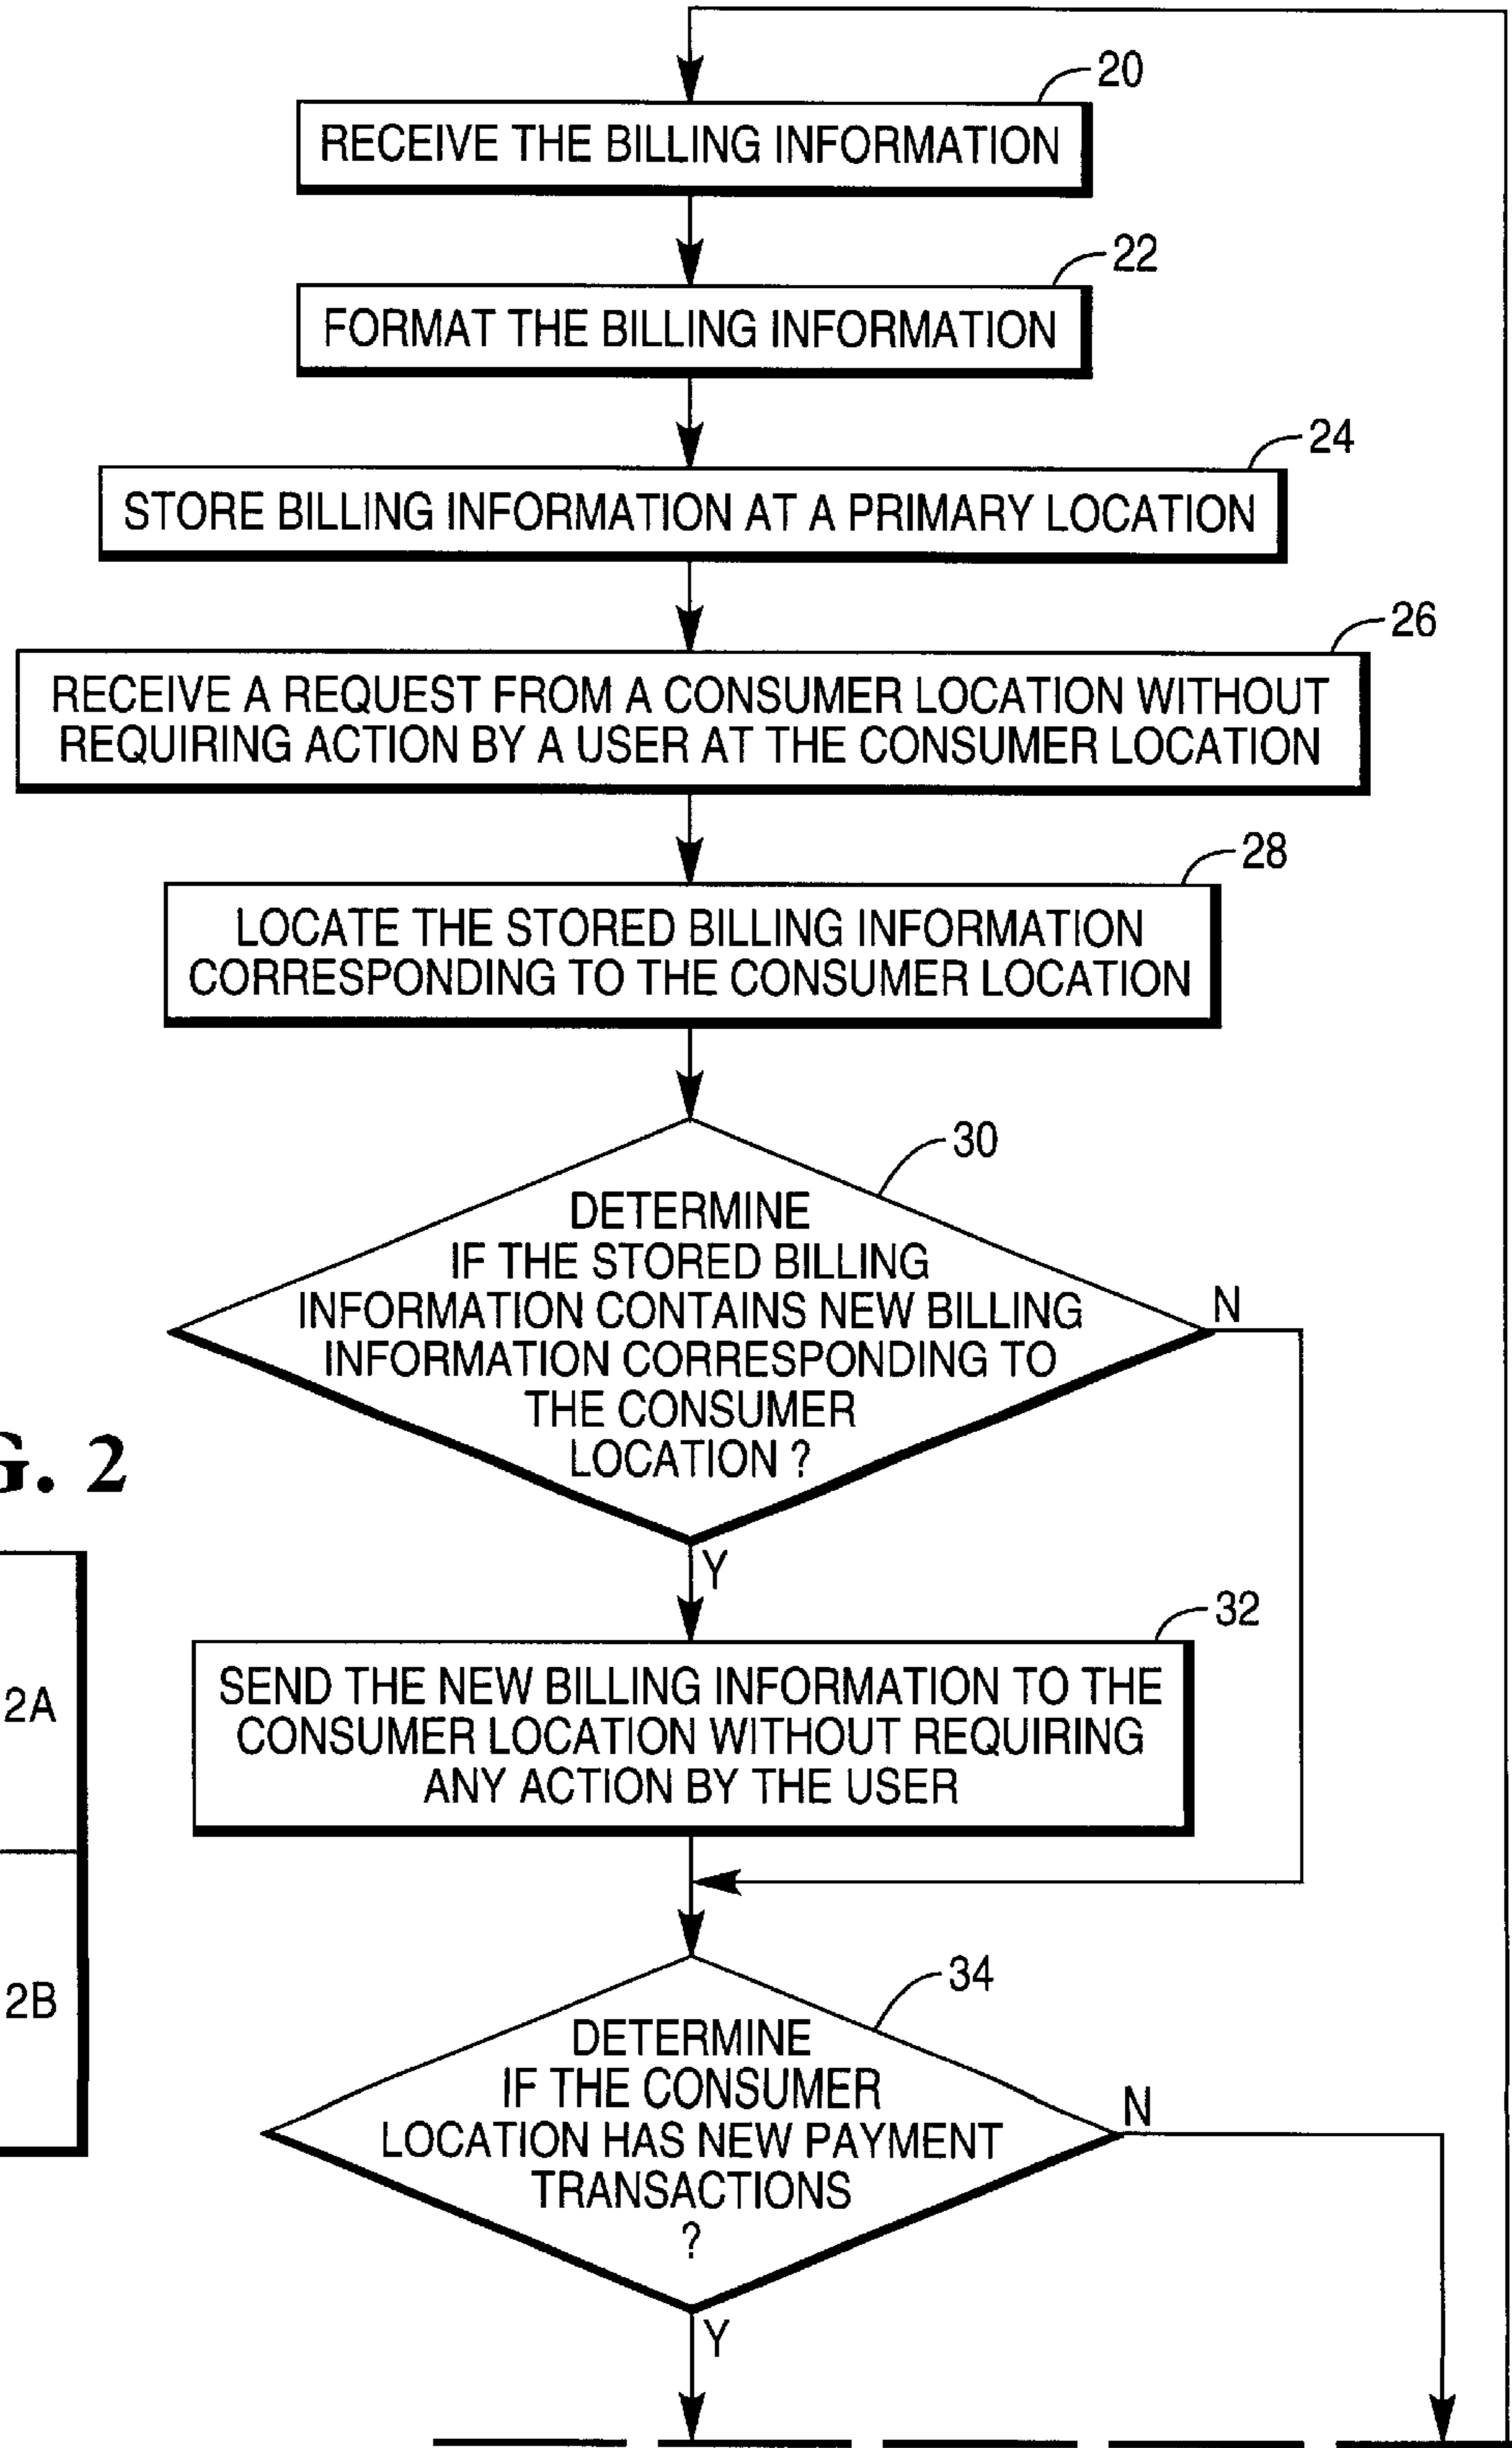 20
RECEIVE THE BILLING INFORMATION
22
FORMAT THE BILLING INFORMATION
24
STORE BILLING INFORMATION AT A PRIMARY LOCATION
26
RECEIVE A REQUEST FROM A CONSUMER LOCATION WITHOUT
REQUIRING ACTION BY A USER AT THE CONSUMER LOCATION
28
LOCATE THE STORED BILLING INFORMATION
CORRESPONDING TO THE CONSUMER LOCATION
30
DETERMINE
IF THE STORED BILLING
INFORMATION CONTAINS NEW BILLING
INFORMATION CORRESPONDING TO
THE CONSUMER
LOCATION ?
N
Y
G. 2
2A
2B
32
SEND THE NEW BILLING INFORMATION TO THE
CONSUMER LOCATION WITHOUT REQUIRING
ANY ACTION BY THE USER
34
DETERMINE
IF THE CONSUMER
LOCATION HAS NEW PAYMENT
TRANSACTIONS
?
N
Y